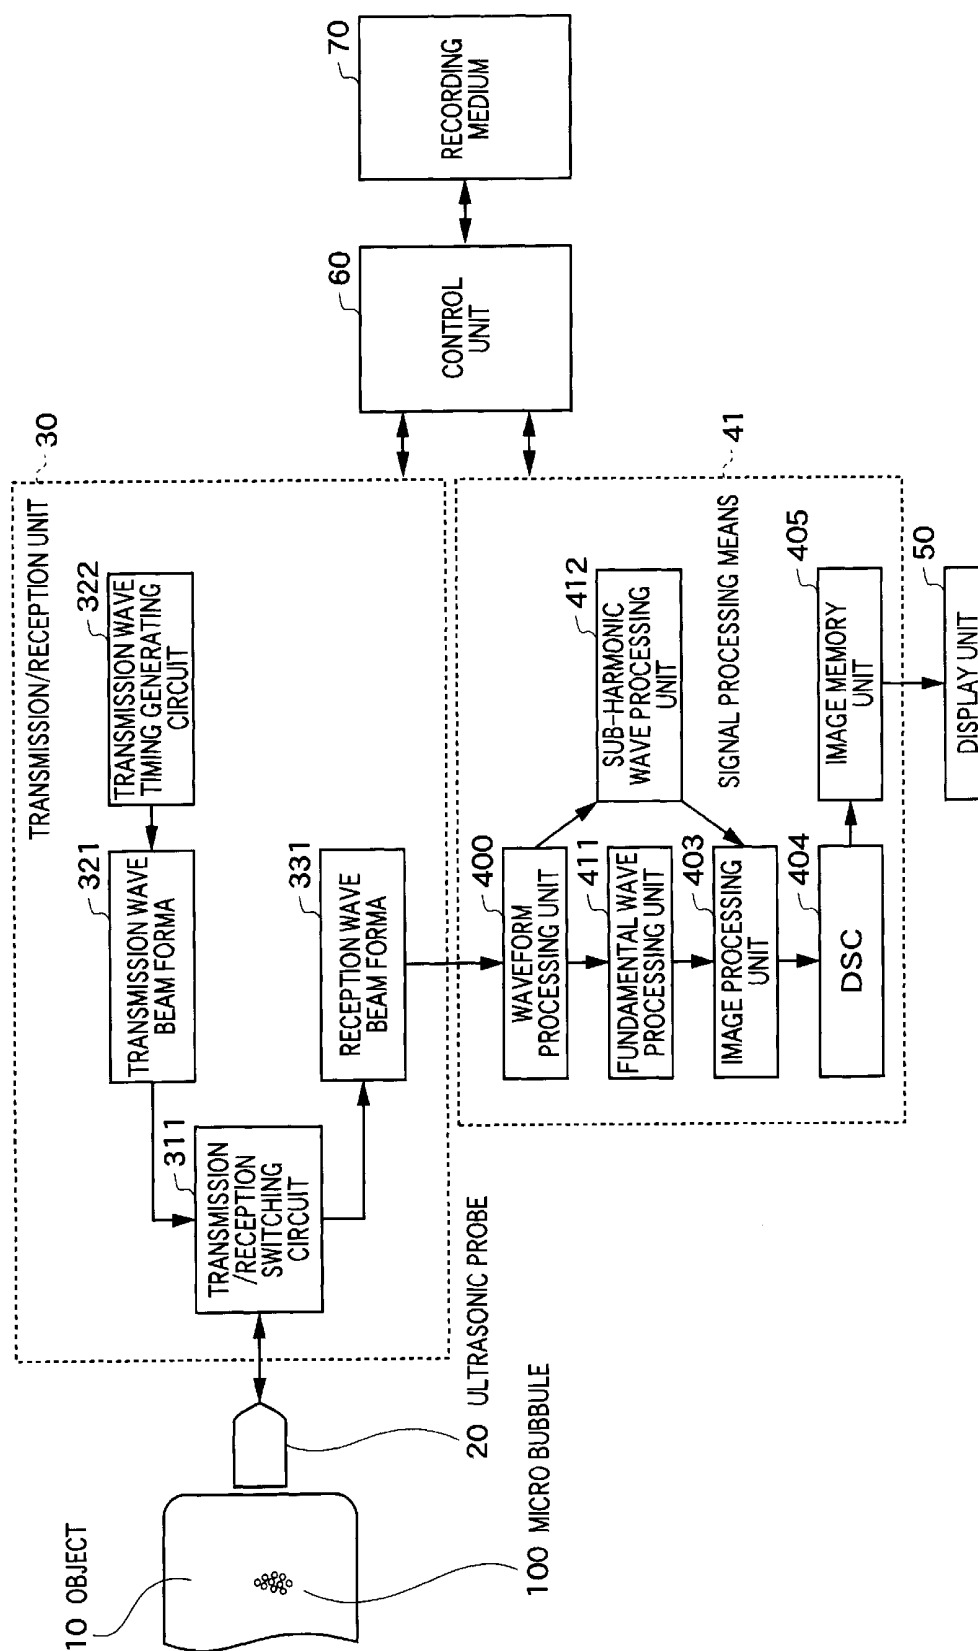 10 OBJECT
100 MICRO BUBBULE
20 ULTRASONIC PROBE
TRANSMISSION/RECEPTION UNIT
30
311
TRANSMISSION
/RECEPTION
SWITCHING
CIRCUIT
321
TRANSMISSION WAVE
BEAM FORMA
322
TRANSMISSION WAVE
TIMING GENERATING
CIRCUIT
331
RECEPTION WAVE
BEAM FORMA
400
WAVEFORM
PROCESSING UNIT
411
FUNDAMENTAL WAVE
PROCESSING UNIT
412
SUB-HARMONIC
WAVE PROCESSING
UNIT
403
IMAGE PROCESSING
UNIT
404
DSC
SIGNAL PROCESSING MEANS
41
405
IMAGE MEMORY
UNIT
50
DISPLAY UNIT
60
CONTROL
UNIT
70
RECORDING
MEDIUM